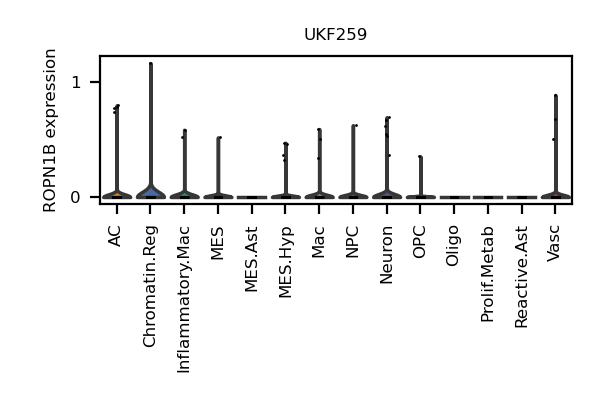 UKF259
ROPN1B expression
1
0
AC
Chromatin.Reg
Inflammatory.Mac
MES
MES.Ast
MES.Hyp
Mac
NPC
Neuron
OPC
Oligo
Prolif.Metab
Reactive.Ast
Vasc